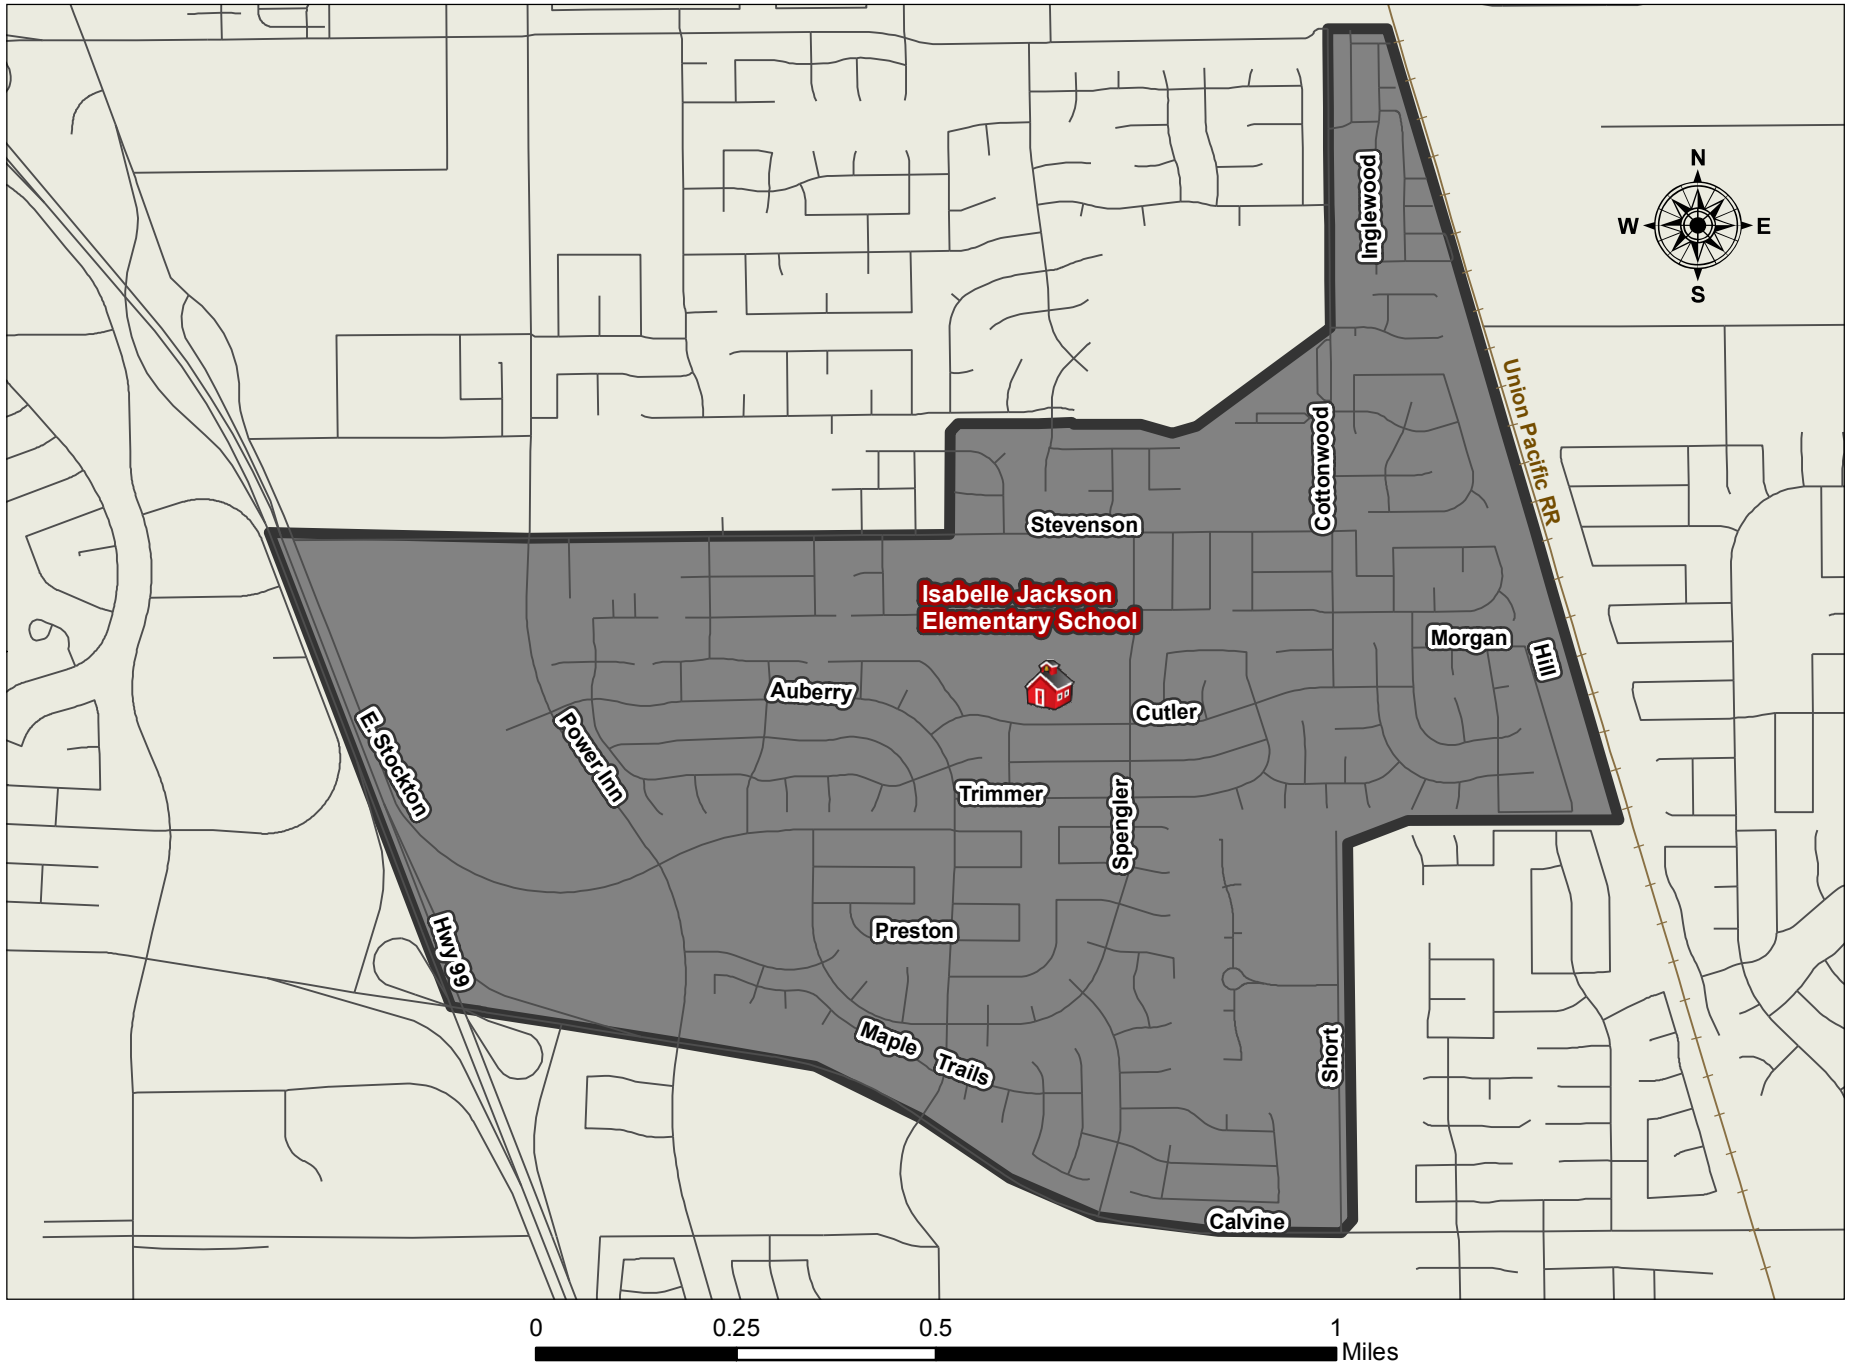 N
W E
S
Inglewood
Union Pacific RR
Cottonwood
Stevenson
Isabelle Jackson
Elementary School
Morgan
Hill
Auberry
Cutler
E. Stockton
Power Inn
Trimmer
Spengler
Preston
Hwy 99
Maple Trails
Short
Calvine
0 0.25 0.5 1
Miles